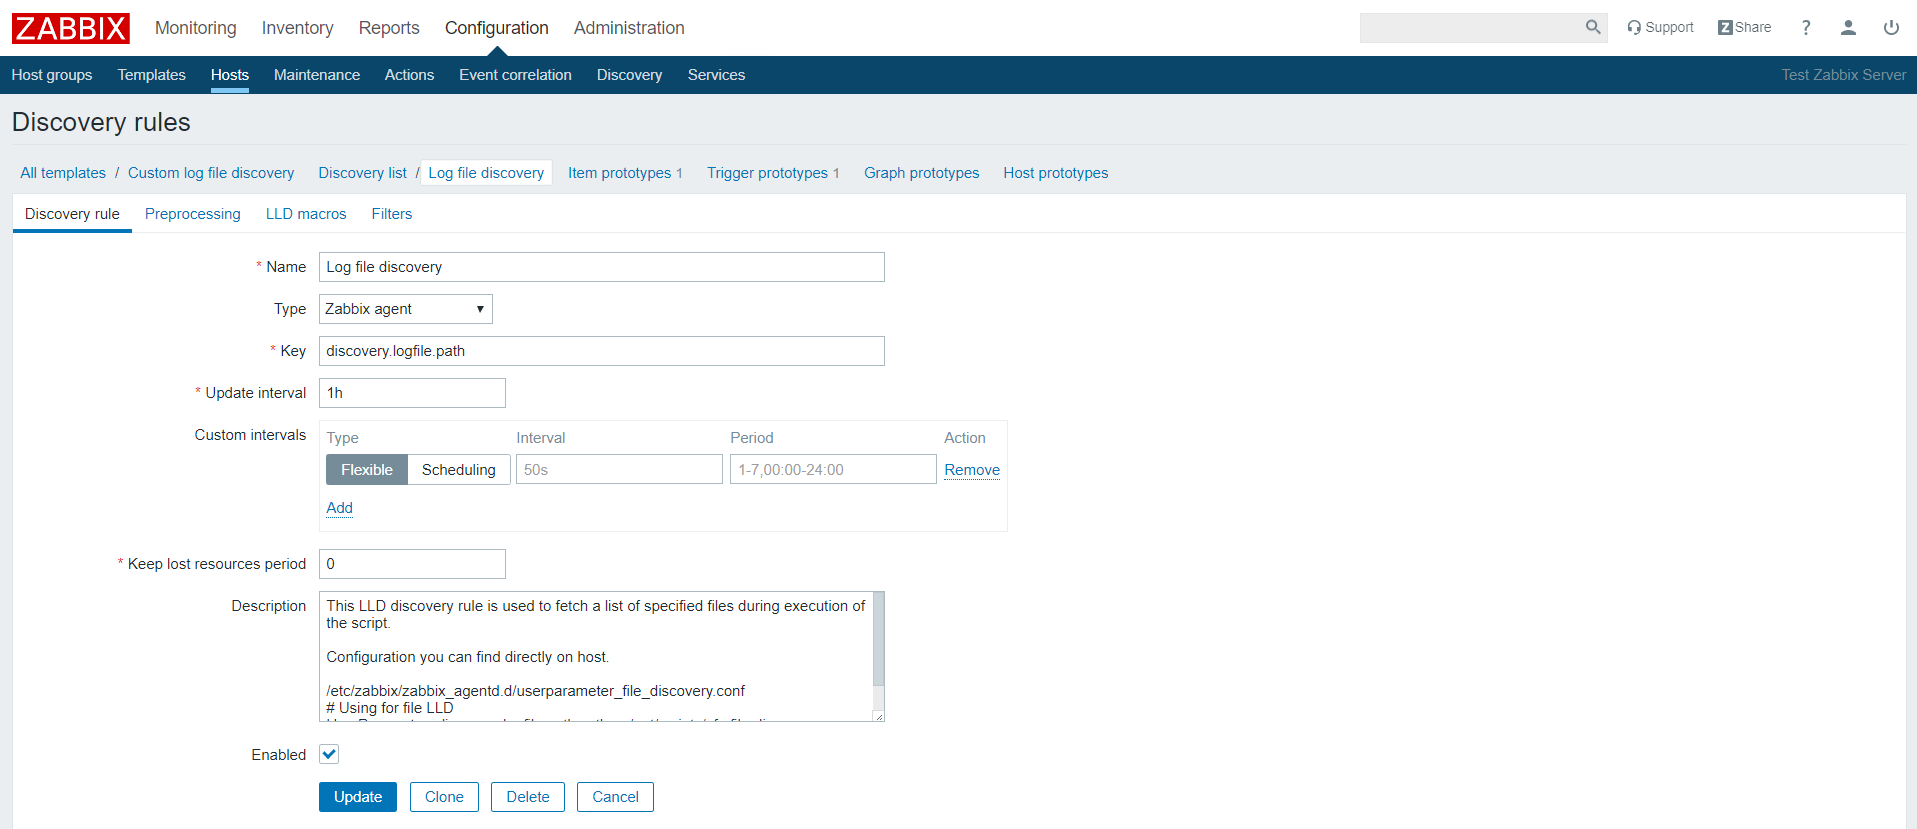 ZABBIX Monitoring Inventory Reports Configuration Administration Support Z Share ?
Host groups Templates Hosts Maintenance Actions Event correlation Discovery Services Test Zabbix Server
Discovery rules
All templates / Custom log file discovery Discovery list / Log file discovery Item prototypes 1 Trigger prototypes 1 Graph prototypes Host prototypes
Discovery rule Preprocessing LLD macros Filters
* Name Log file discovery
Type Zabbix agent
* Key discovery.logfile.path
* Update interval 1h
Custom intervals Type Interval Period Action
Flexible Scheduling 50s 1-7,00:00-24:00 Remove
Add
* Keep lost resources period 0
Description This LLD discovery rule is used to fetch a list of specified files during execution of
the script.
Configuration you can find directly on host.
/etc/zabbix/zabbix_agentd.d/userparameter_file_discovery.conf
# Using for file LLD
Enabled
Update Clone Delete Cancel